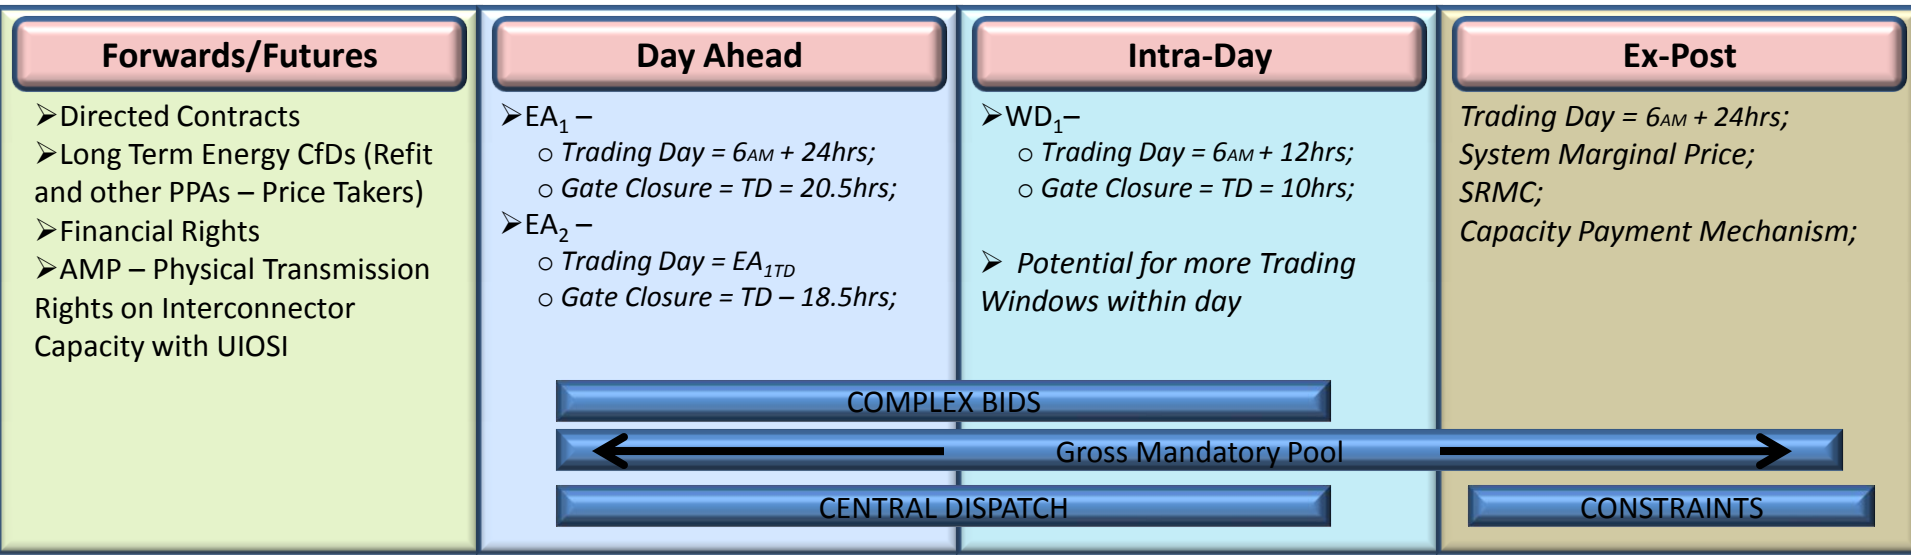 Forwards/Futures
➢Directed Contracts
➢Long Term Energy CfDs (Refit
and other PPAs – Price Takers)
➢Financial Rights
➢AMP – Physical Transmission
Rights on Interconnector
Capacity with UIOSI
Day Ahead
➢EA1 –
o Trading Day = 6AM + 24hrs;
o Gate Closure = TD = 20.5hrs;
➢EA2 –
o Trading Day = EA1TD
o Gate Closure = TD – 18.5hrs;
Intra-Day
➢WD1–
o Trading Day = 6AM + 12hrs;
o Gate Closure = TD = 10hrs;
➢ Potential for more Trading
Windows within day
Ex-Post
Trading Day = 6AM + 24hrs;
System Marginal Price;
SRMC;
Capacity Payment Mechanism;
COMPLEX BIDS
Gross Mandatory Pool
CENTRAL DISPATCH
CONSTRAINTS